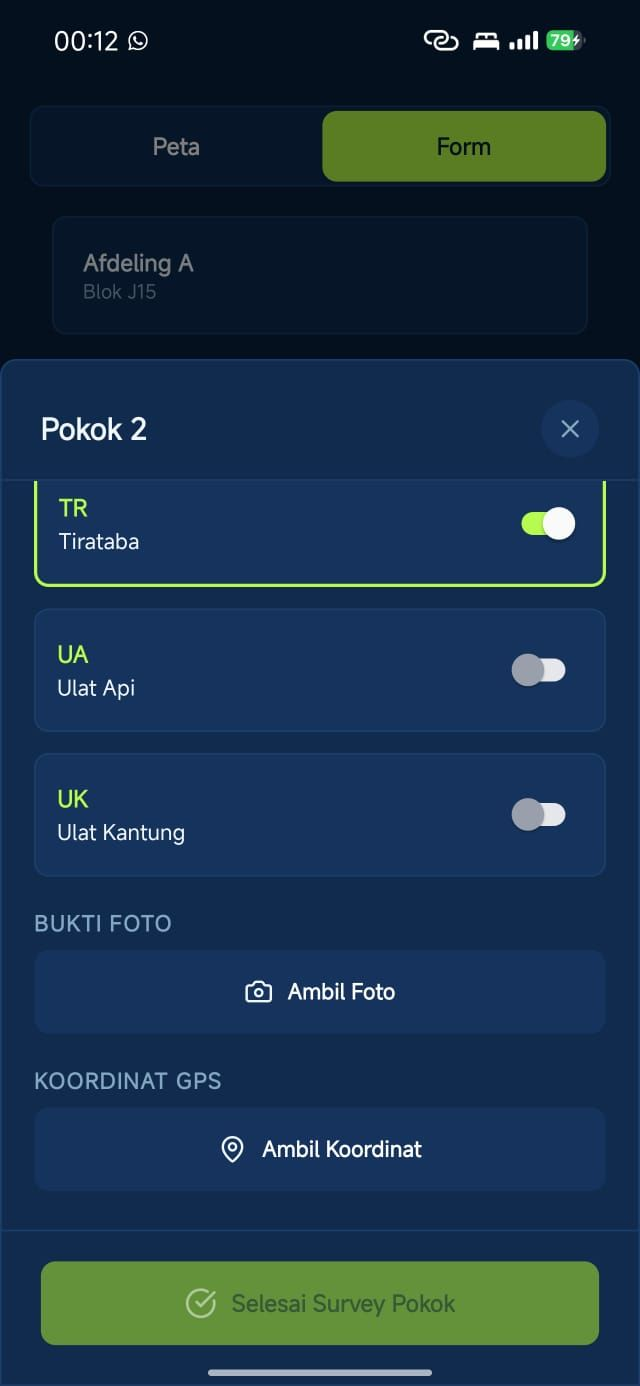 00:12
79
Peta
Form
Afdeling A
Blok J15
Pokok 2
TR
Tirataba
UA
Ulat Api
UK
Ulat Kantung
BUKTI FOTO
Ambil Foto
KOORDINAT GPS
Ambil Koordinat
Selesai Survey Pokok